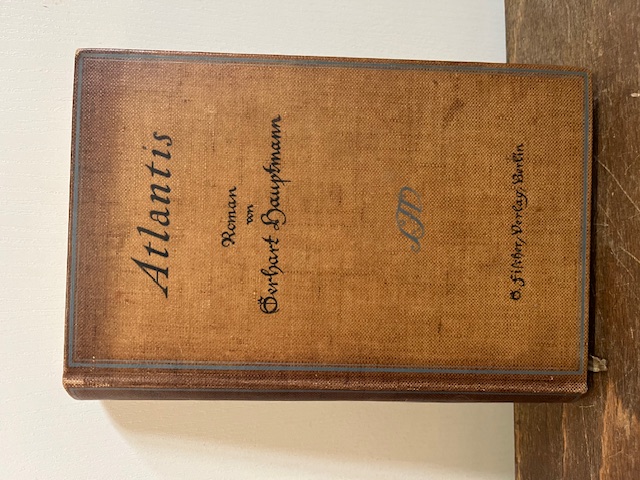 Atlantis
Roman
von
Gerhart Hauptmann
S. Fischer, Verlag, Berlin